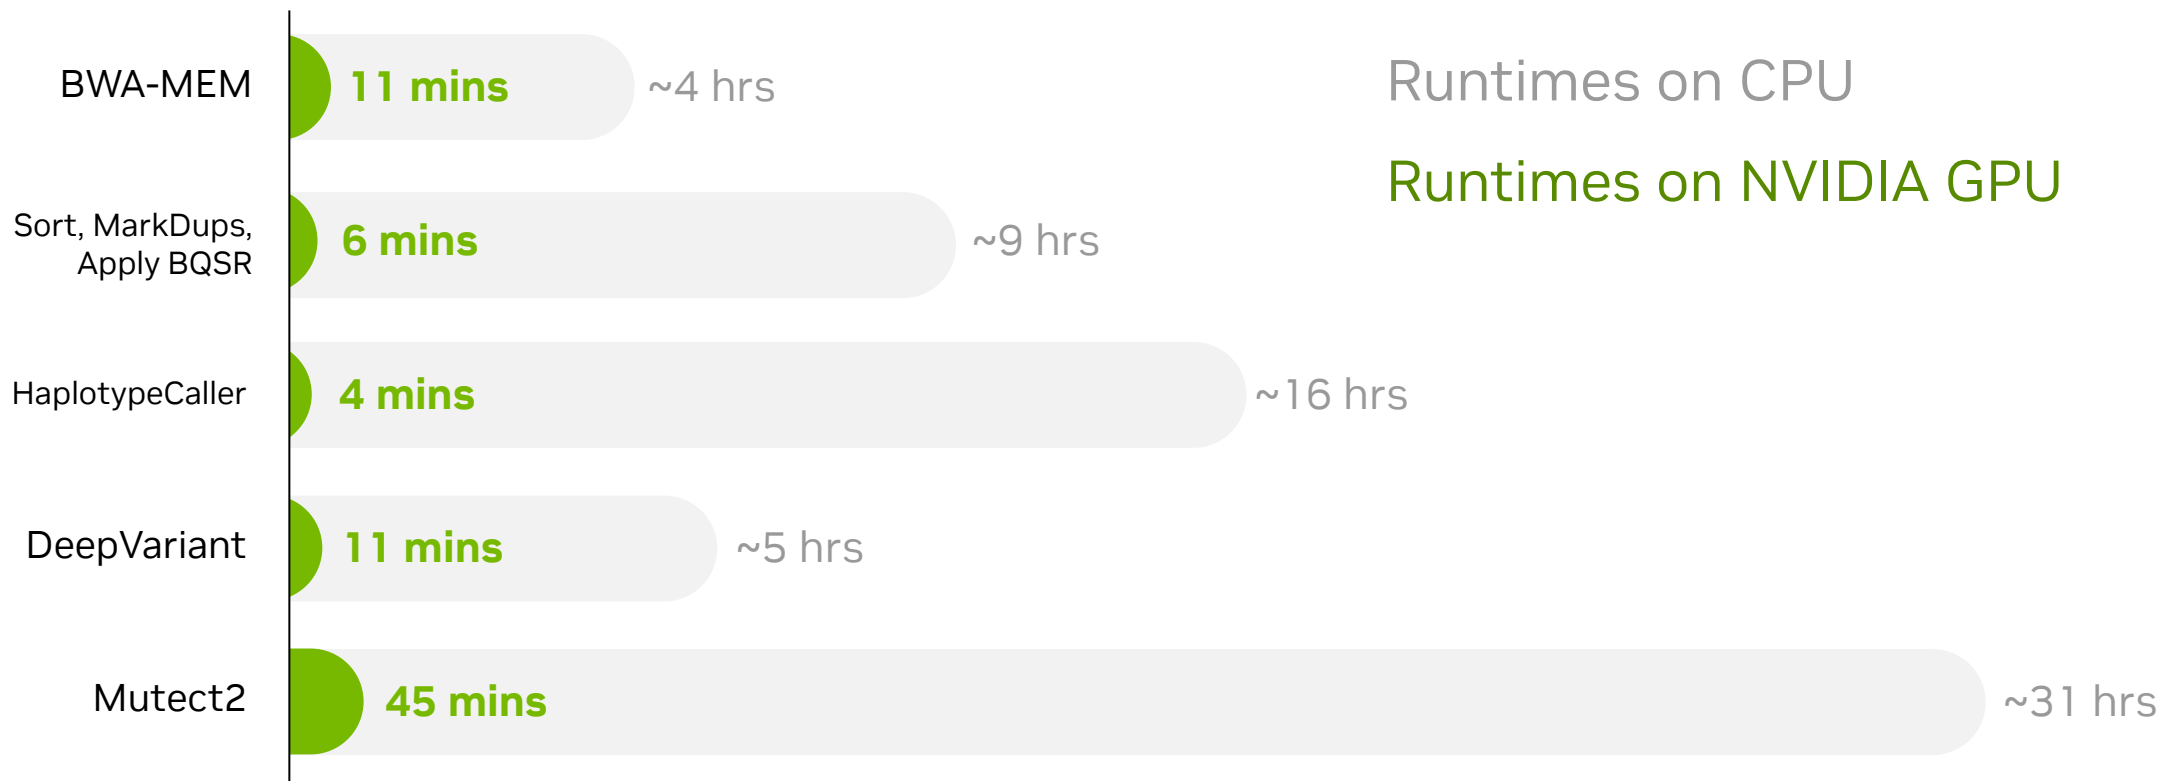 BWA-MEM
11 mins
~4 hrs
Runtimes on CPU
Runtimes on NVIDIA GPU
Sort, MarkDups,
Apply BQSR
6 mins
~9 hrs
HaplotypeCaller
4 mins
~16 hrs
DeepVariant
11 mins
~5 hrs
Mutect2
45 mins
~31 hrs